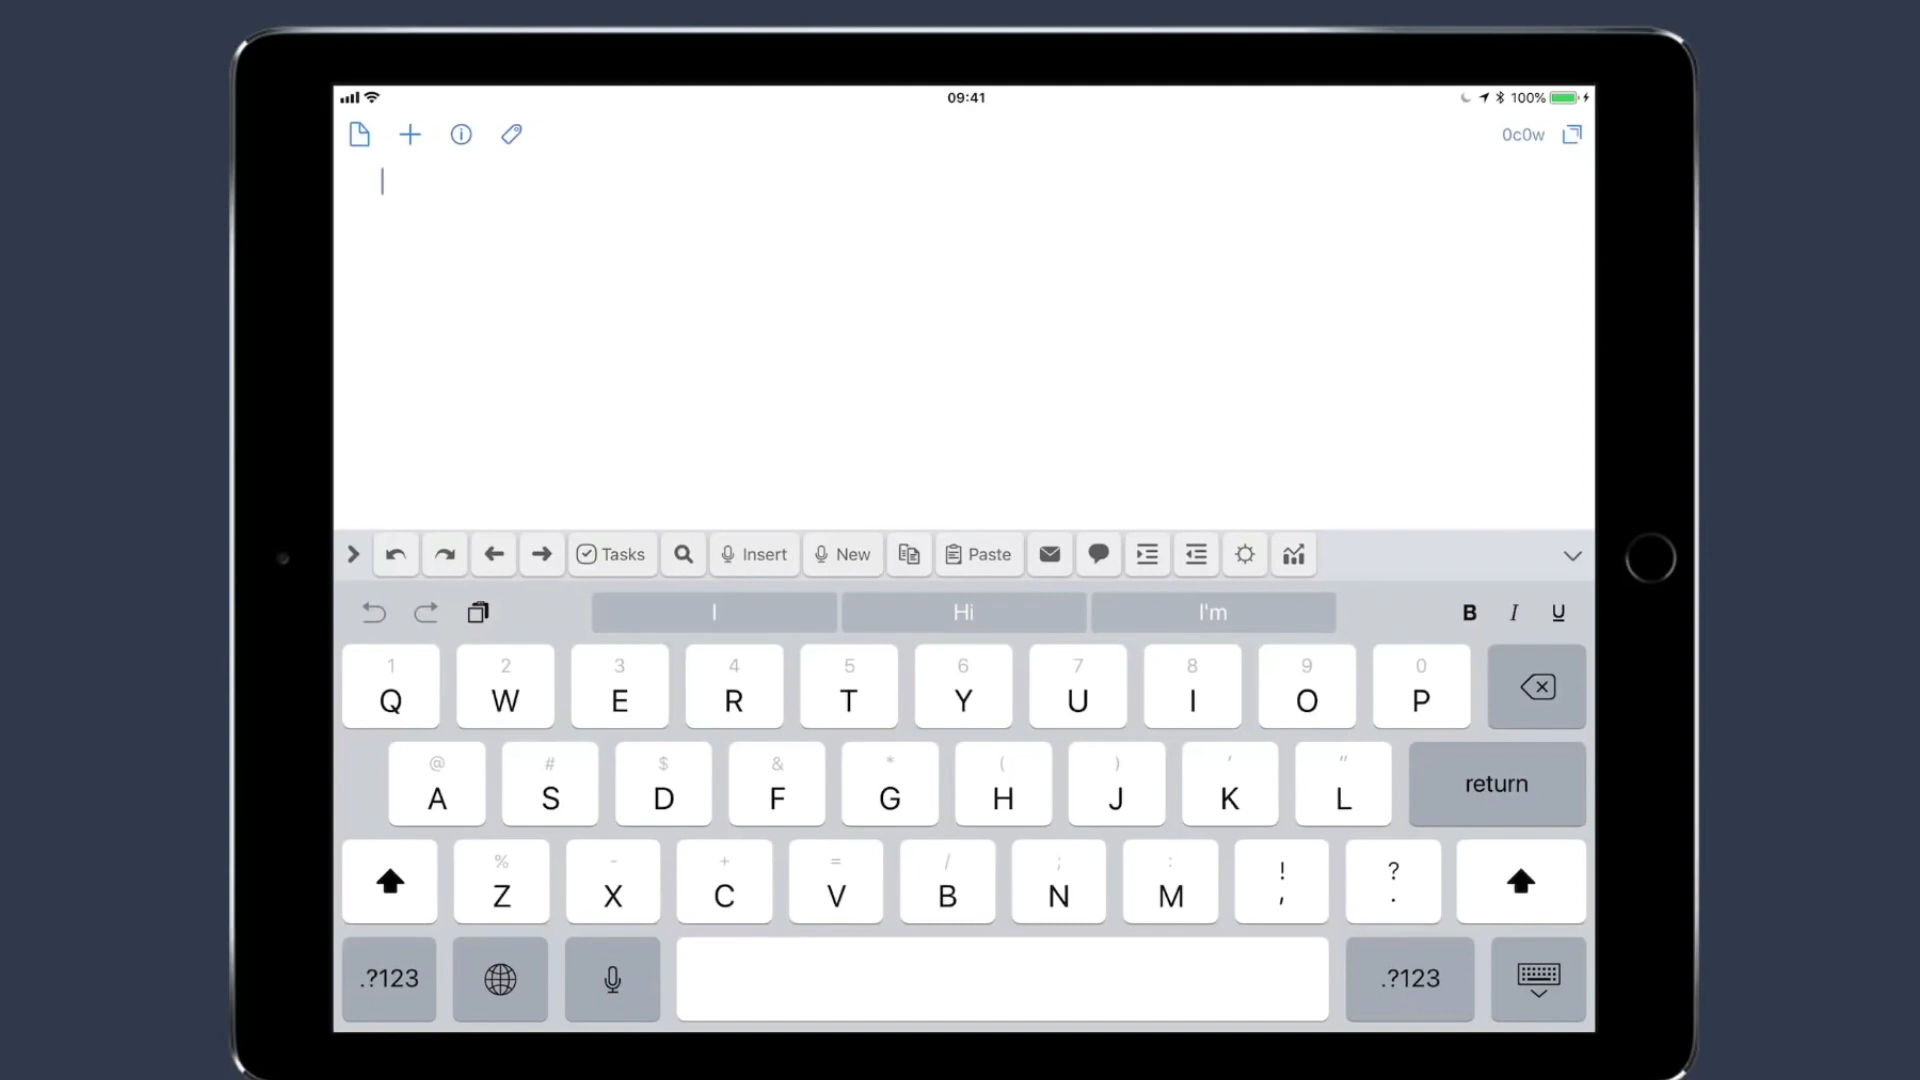 09:41 100%
0c0w
Tasks Insert New Paste
I Hi I'm B I U
1 2 3 4 5 6 7 8 9 0
Q W E R T Y U I O P
@ # $ & * ( ) ' "
A S D F G H J K L return
% - + = / ; : ! ?
Z X C V B N M , .
.?123 .?123